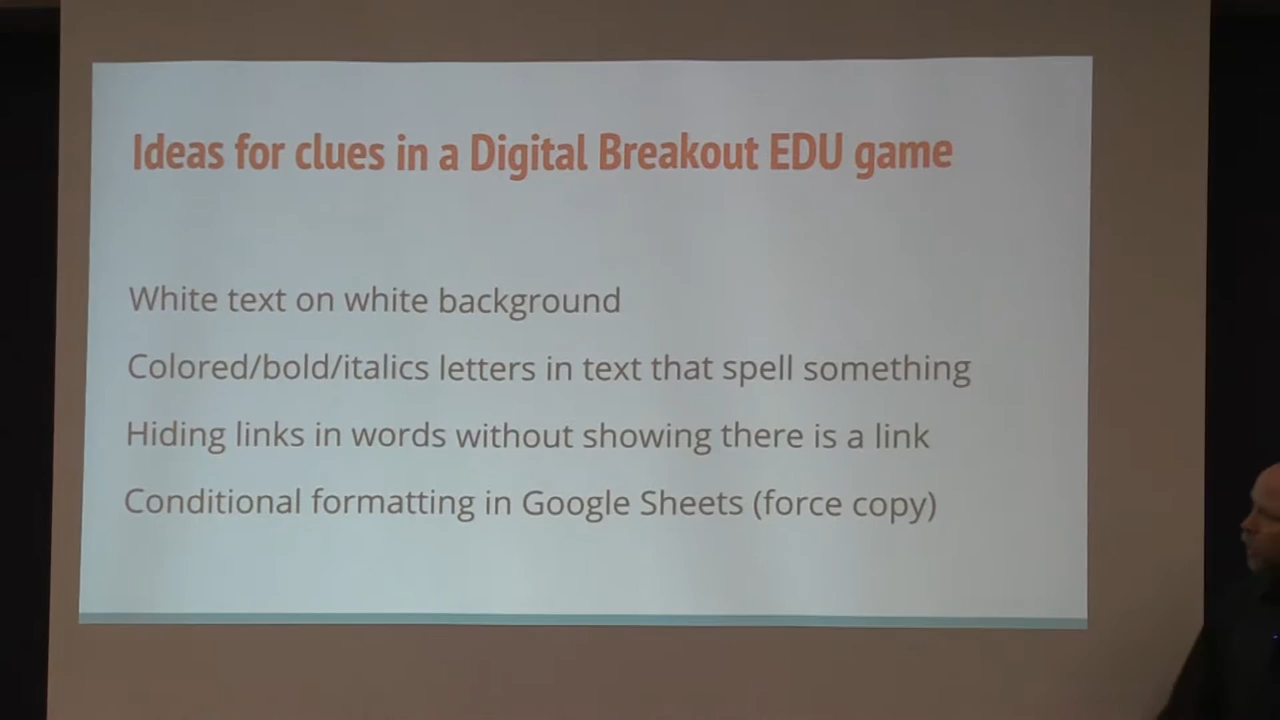 Ideas for clues in a Digital Breakout EDU game
White text on white background
Colored/bold/italics letters in text that spell something
Hiding links in words without showing there is a link
Conditional formatting in Google Sheets (force copy)